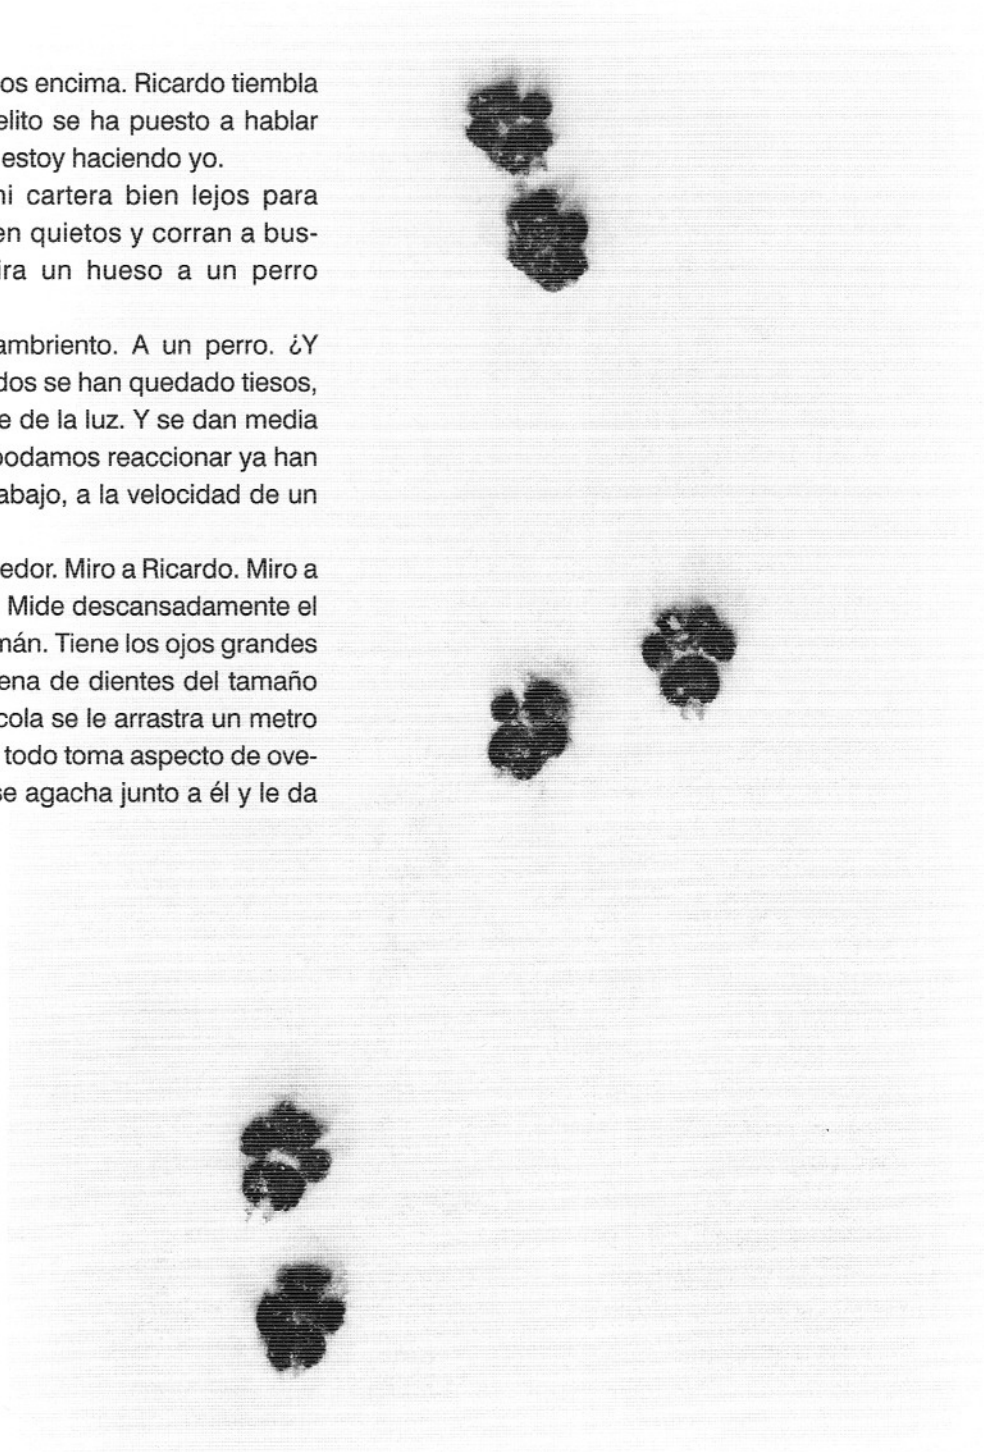 os encima. Ricardo tiembla
elito se ha puesto a hablar
estoy haciendo yo.
ni cartera bien lejos para
en quietos y corran a bus-
ira un hueso a un perro
ambriento. A un perro. ¿Y
dos se han quedado tiesos,
e de la luz. Y se dan media
podamos reaccionar ya han
abajo, a la velocidad de un
edor. Miro a Ricardo. Miro a
Mide descansadamente el
mán. Tiene los ojos grandes
ena de dientes del tamaño
cola se le arrastra un metro
todo toma aspecto de ove-
se agacha junto a él y le da